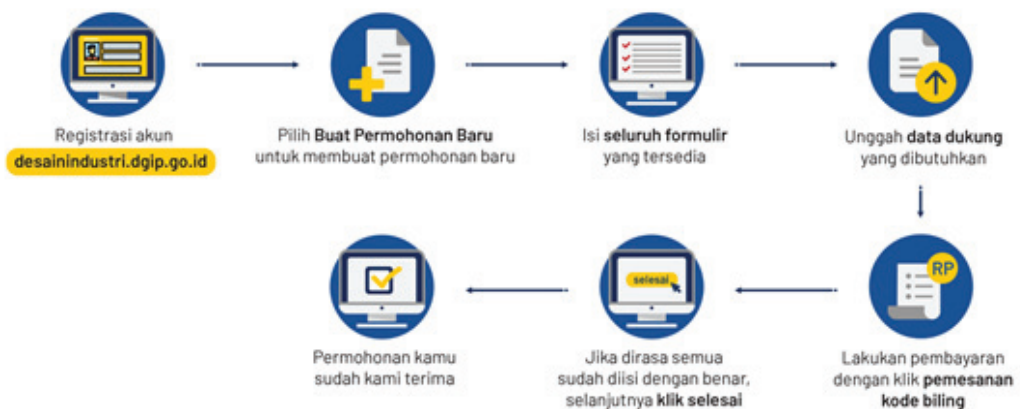 Registrasi akun
desainindustri.dgip.go.id
Pilih Buat Permohonan Baru
untuk membuat permohonan baru
Isi seluruh formulir
yang tersedia
Unggah data dukung
yang dibutuhkan
RP
Lakukan pembayaran
dengan klik pemesanan
kode biling
selesai
Jika dirasa semua
sudah diisi dengan benar,
selanjutnya klik selesai
Permohonan kamu
sudah kami terima